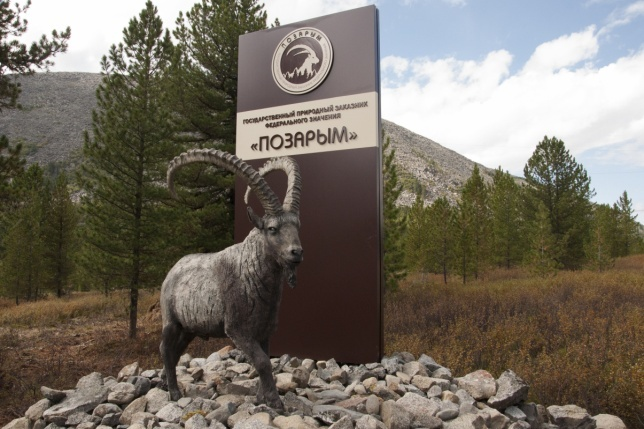 ПОЗАРЫМ
ГОСУДАРСТВЕННЫЙ ПРИРОДНЫЙ ЗАКАЗНИК
ФЕДЕРАЛЬНОГО ЗНАЧЕНИЯ
«ПОЗАРЫМ»